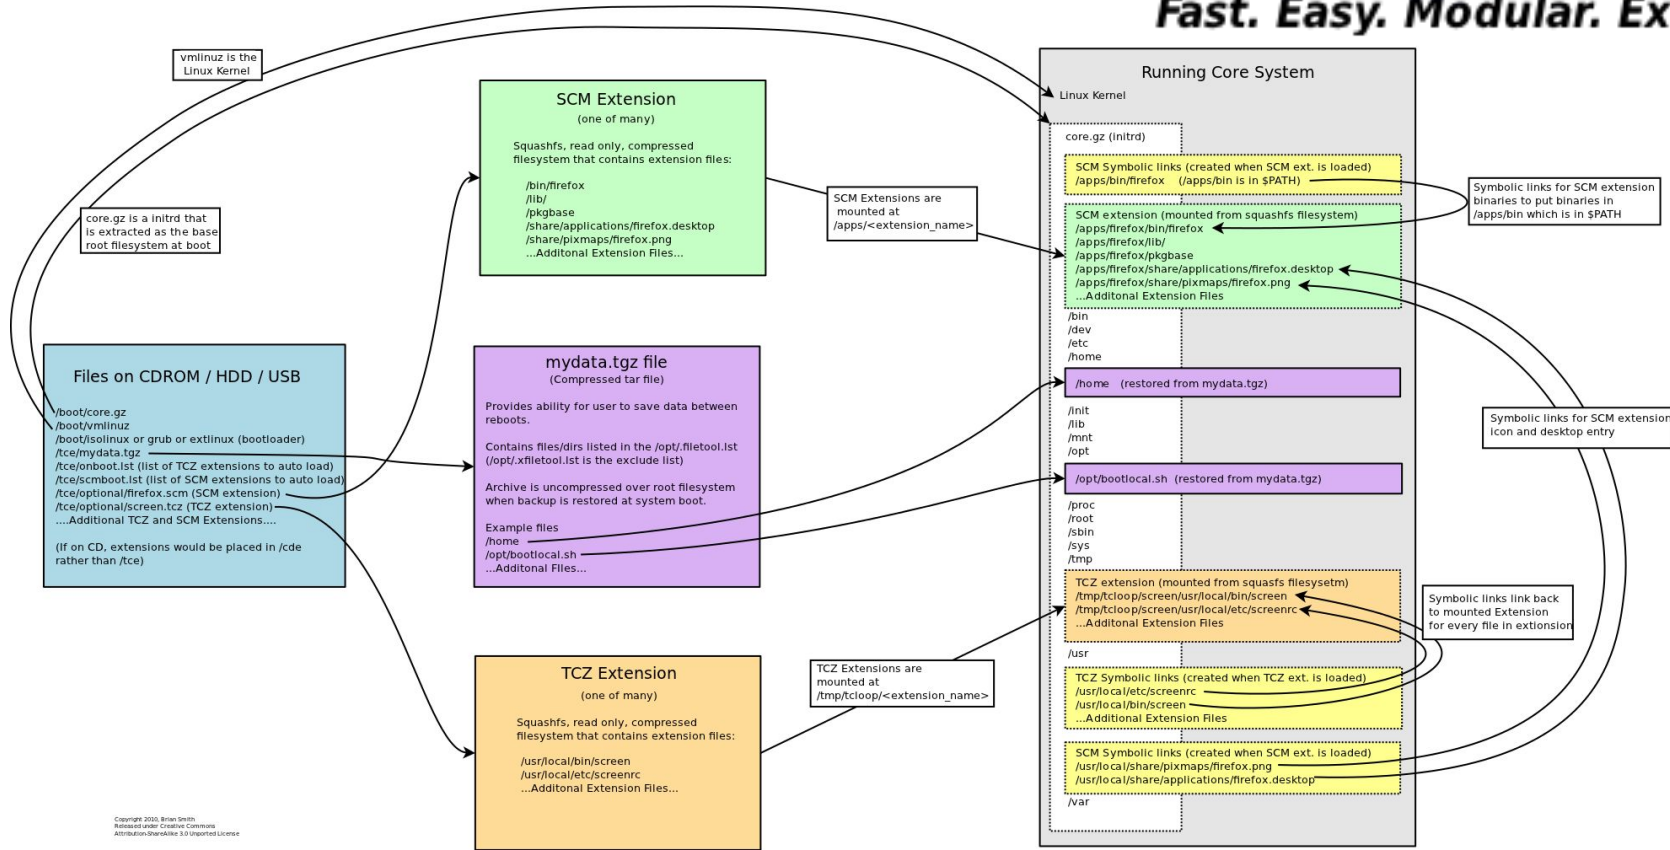 Fast. Easy. Modular. Ex
vmlinuz is the
Linux Kernel
core.gz is a initrd that
is extracted as the base
root filesystem at boot
Files on CDROM / HDD / USB
/boot/core.gz
/boot/vmlinuz
/boot/isolinux or grub or extlinux (bootloader)
/tce/mydata.tgz
/tce/onboot.lst (list of TCZ extensions to auto load)
/tce/scmboot.lst (list of SCM extensions to auto load)
/tce/optional/firefox.scm (SCM extension)
/tce/optional/screen.tcz (TCZ extension)
....Additional TCZ and SCM Extensions....
(If on CD, extensions would be placed in /cde
rather than /tce)
SCM Extension
(one of many)
Squashfs, read only, compressed
filesystem that contains extension files:
/bin/firefox
/lib/
/pkgbase
/share/applications/firefox.desktop
/share/pixmaps/firefox.png
...Additonal Extension Files...
mydata.tgz file
(Compressed tar file)
Provides ability for user to save data between
reboots.
Contains files/dirs listed in the /opt/.filetool.lst
(/opt/.xfiletool.lst is the exclude list)
Archive is uncompressed over root filesystem
when backup is restored at system boot.
Example files
/home
/opt/bootlocal.sh
...Additonal FIles...
TCZ Extension
(one of many)
Squashfs, read only, compressed
filesystem that contains extension files:
/usr/local/bin/screen
/usr/local/etc/screenrc
...Additonal Extension Files...
SCM Extensions are
mounted at
/apps/<extension_name>
TCZ Extensions are
mounted at
/tmp/tcloop/<extension_name>
Running Core System
Linux Kernel
core.gz (initrd)
SCM Symbolic links (created when SCM ext. is loaded)
/apps/bin/firefox (/apps/bin is in $PATH)
SCM extension (mounted from squashfs filesystem)
/apps/firefox/bin/firefox
/apps/firefox/lib/
/apps/firefox/pkgbase
/apps/firefox/share/applications/firefox.desktop
/apps/firefox/share/pixmaps/firefox.png
...Additonal Extension Files
/bin
/dev
/etc
/home
/home (restored from mydata.tgz)
/init
/lib
/mnt
/opt
/opt/bootlocal.sh (restored from mydata.tgz)
/proc
/root
/sbin
/sys
/tmp
TCZ extension (mounted from squasfs filesysetm)
/tmp/tcloop/screen/usr/local/bin/screen
/tmp/tcloop/screen/usr/local/etc/screenrc
...Additonal Extension Files
/usr
TCZ Symbolic links (created when TCZ ext. is loaded)
/usr/local/etc/screenrc
/usr/local/bin/screen
...Additional Extension Files
SCM Symbolic links (created when SCM ext. is loaded)
/usr/local/share/pixmaps/firefox.png
/usr/local/share/applications/firefox.desktop
/var
Symbolic links for SCM extension
binaries to put binaries in
/apps/bin which is in $PATH
Symbolic links for SCM extension
icon and desktop entry
Symbolic links link back
to mounted Extension
for every file in extionsion
Copyright 2010, Brian Smith
Released under Creative Commons
Attribution-ShareAlike 3.0 Unported License